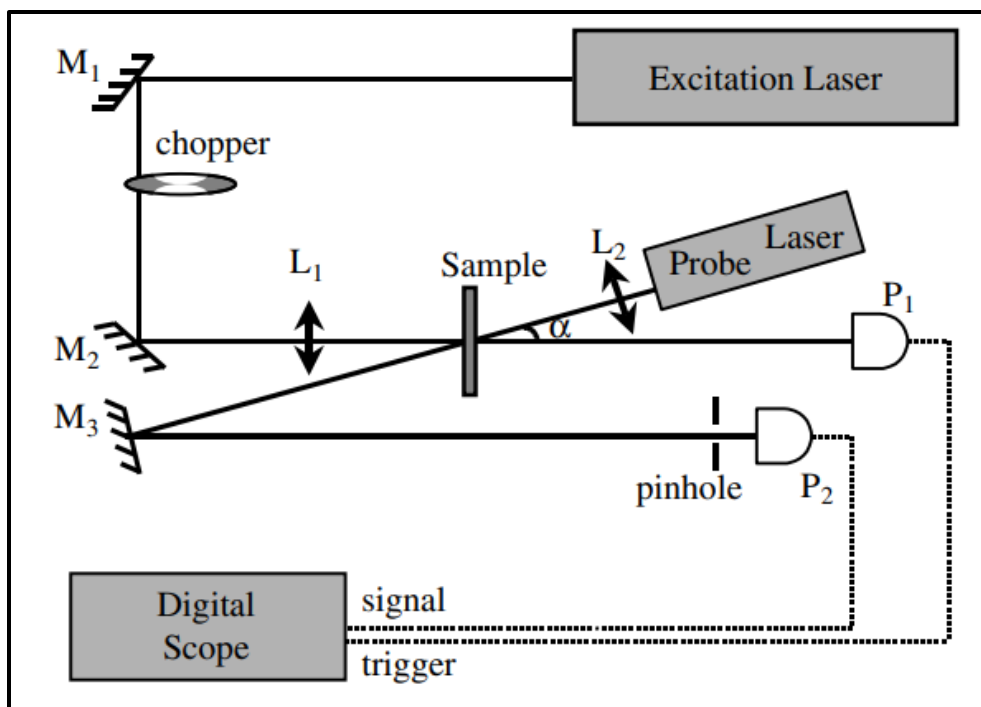 M₁
Excitation Laser
chopper
L₁
Sample
L₂
Probe Laser
α
P₁
M₂
M₃
pinhole
P₂
Digital
Scope
signal
trigger